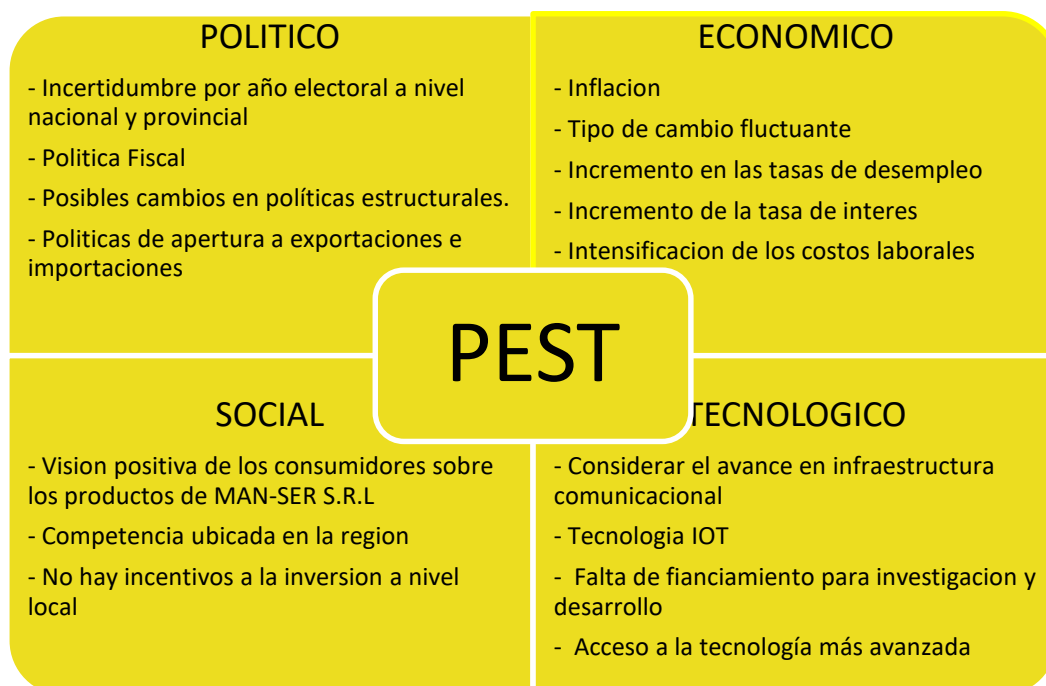 POLITICO
- Incertidumbre por año electoral a nivel
nacional y provincial
- Politica Fiscal
- Posibles cambios en políticas estructurales.
- Politicas de apertura a exportaciones e
importaciones
ECONOMICO
- Inflacion
- Tipo de cambio fluctuante
- Incremento en las tasas de desempleo
- Incremento de la tasa de interes
- Intensificacion de los costos laborales
PEST
SOCIAL
- Vision positiva de los consumidores sobre
los productos de MAN-SER S.R.L
- Competencia ubicada en la region
- No hay incentivos a la inversion a nivel
local
TECNOLOGICO
- Considerar el avance en infraestructura
comunicacional
- Tecnologia IOT
- Falta de fianciamiento para investigacion y
desarrollo
- Acceso a la tecnología más avanzada